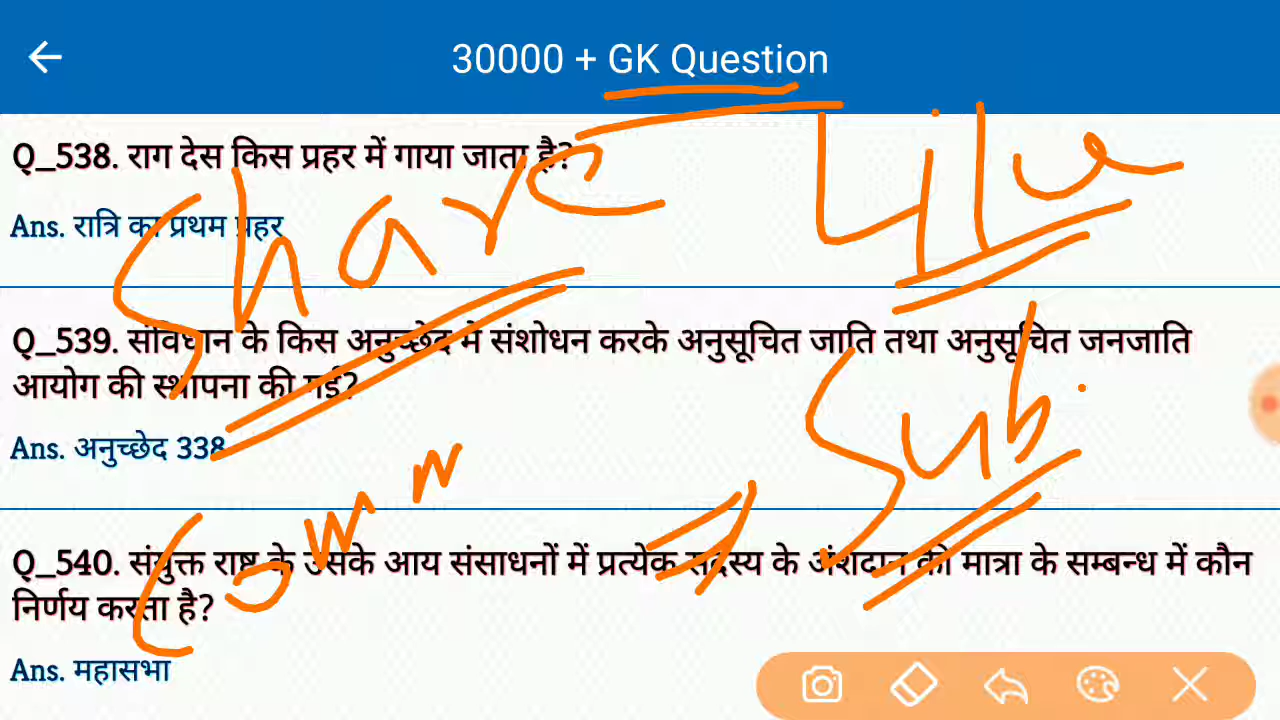 30000 + GK Question
Like
Q_538. राग देस किस प्रहर में गाया जाता है?
Share
Ans. रात्रि का प्रथम प्रहर
Q_539. संविधान के किस अनुच्छेद में संशोधन करके अनुसूचित जाति तथा अनुसूचित जनजाति
आयोग की स्थापना की गई?
Sub
Ans. अनुच्छेद 338
Comm
Q_540. संयुक्त राष्ट्र के उसके आय संसाधनों में प्रत्येक सदस्य के अंशदान की मात्रा के सम्बन्ध में कौन
निर्णय करता है?
Ans. महासभा